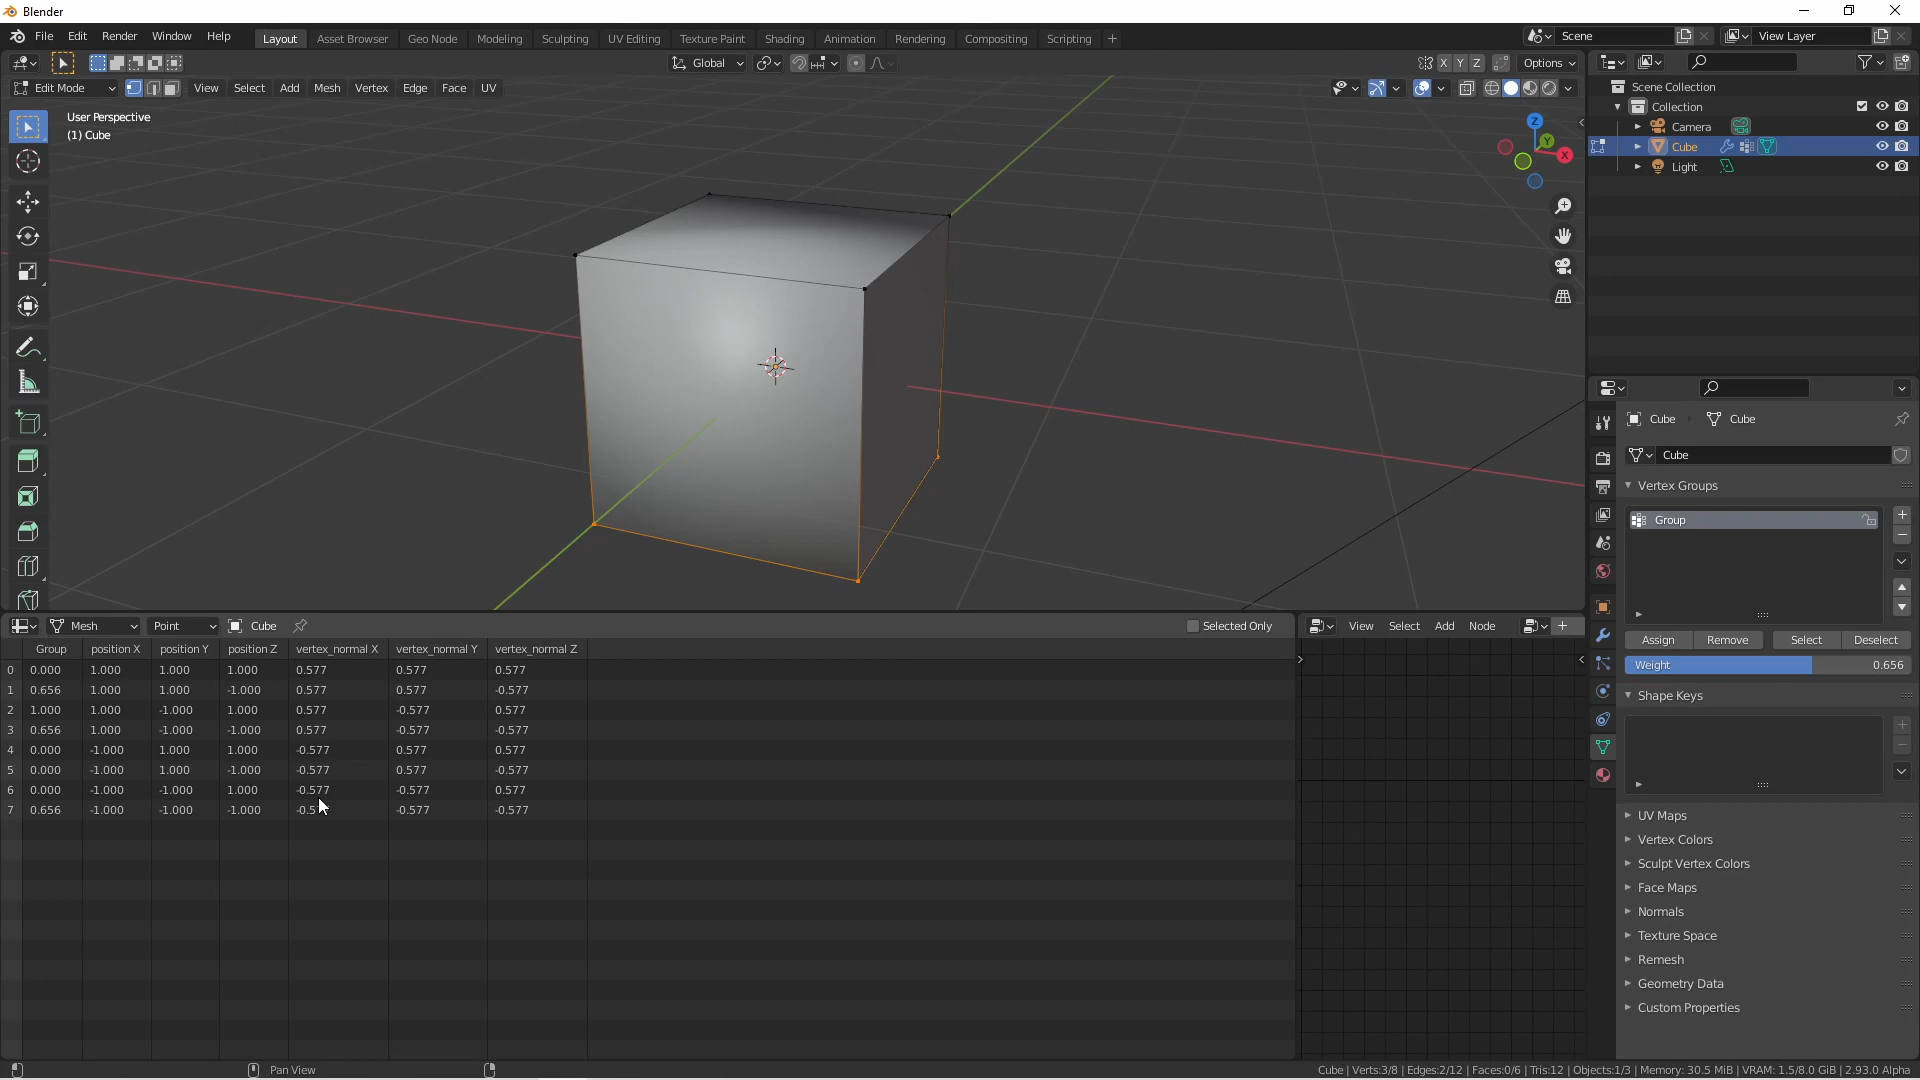 Blender
File Edit Render Window Help Layout Asset Browser Geo Node Modeling Sculpting UV Editing Texture Paint Shading Animation Rendering Compositing Scripting + Scene View Layer
Global X Y Z Options
Edit Mode View Select Add Mesh Vertex Edge Face UV
User Perspective
(1) Cube
Z
Y
X
Scene Collection
Collection
Camera
Cube
Light
Cube Cube
Cube
Vertex Groups
Group
Assign Remove Select Deselect
Weight 0.656
Shape Keys
UV Maps
Vertex Colors
Sculpt Vertex Colors
Face Maps
Normals
Texture Space
Remesh
Geometry Data
Custom Properties
Mesh Point Cube Selected Only
View Select Add Node +
Group position X position Y position Z vertex_normal X vertex_normal Y vertex_normal Z
0 0.000 1.000 1.000 1.000 0.577 0.577 0.577
1 0.656 1.000 1.000 -1.000 0.577 0.577 -0.577
2 1.000 1.000 -1.000 1.000 0.577 -0.577 0.577
3 0.656 1.000 -1.000 -1.000 0.577 -0.577 -0.577
4 0.000 -1.000 1.000 1.000 -0.577 0.577 0.577
5 0.000 -1.000 1.000 -1.000 -0.577 0.577 -0.577
6 0.000 -1.000 -1.000 1.000 -0.577 -0.577 0.577
7 0.656 -1.000 -1.000 -1.000 -0.577 -0.577 -0.577
Pan View
Cube | Verts:3/8 | Edges:2/12 | Faces:0/6 | Tris:12 | Objects:1/3 | Memory: 30.5 MiB | VRAM: 1.5/8.0 GiB | 2.93.0 Alpha